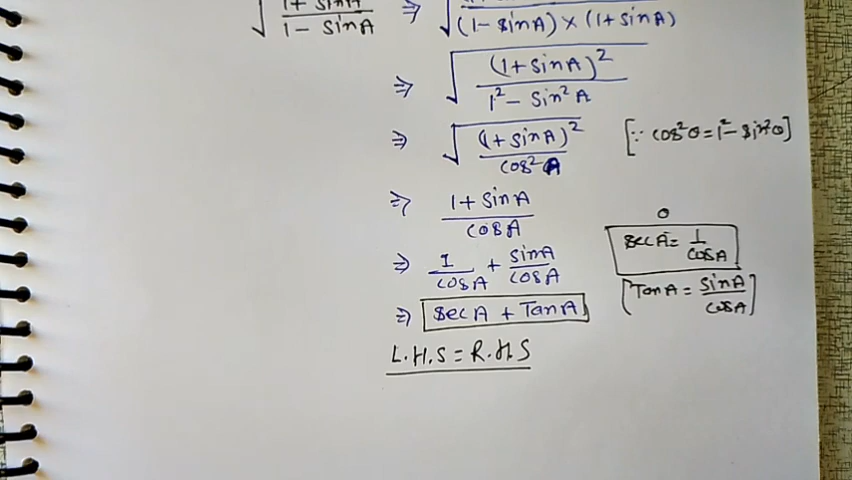 √(1 + sinA / 1 - sinA) ⇒ √( / (1 - sinA) × (1 + sinA))
⇒ √((1 + sinA)² / 1² - sin²A)
⇒ √((1 + sinA)² / cos²A) [∵ cos²θ = 1² - sin²θ]
⇒ 1 + sinA / cosA
⇒ 1/cosA + sinA/cosA
secA = 1/cosA
⇒ secA + TanA
[TanA = sinA/cosA]
L.H.S = R.H.S